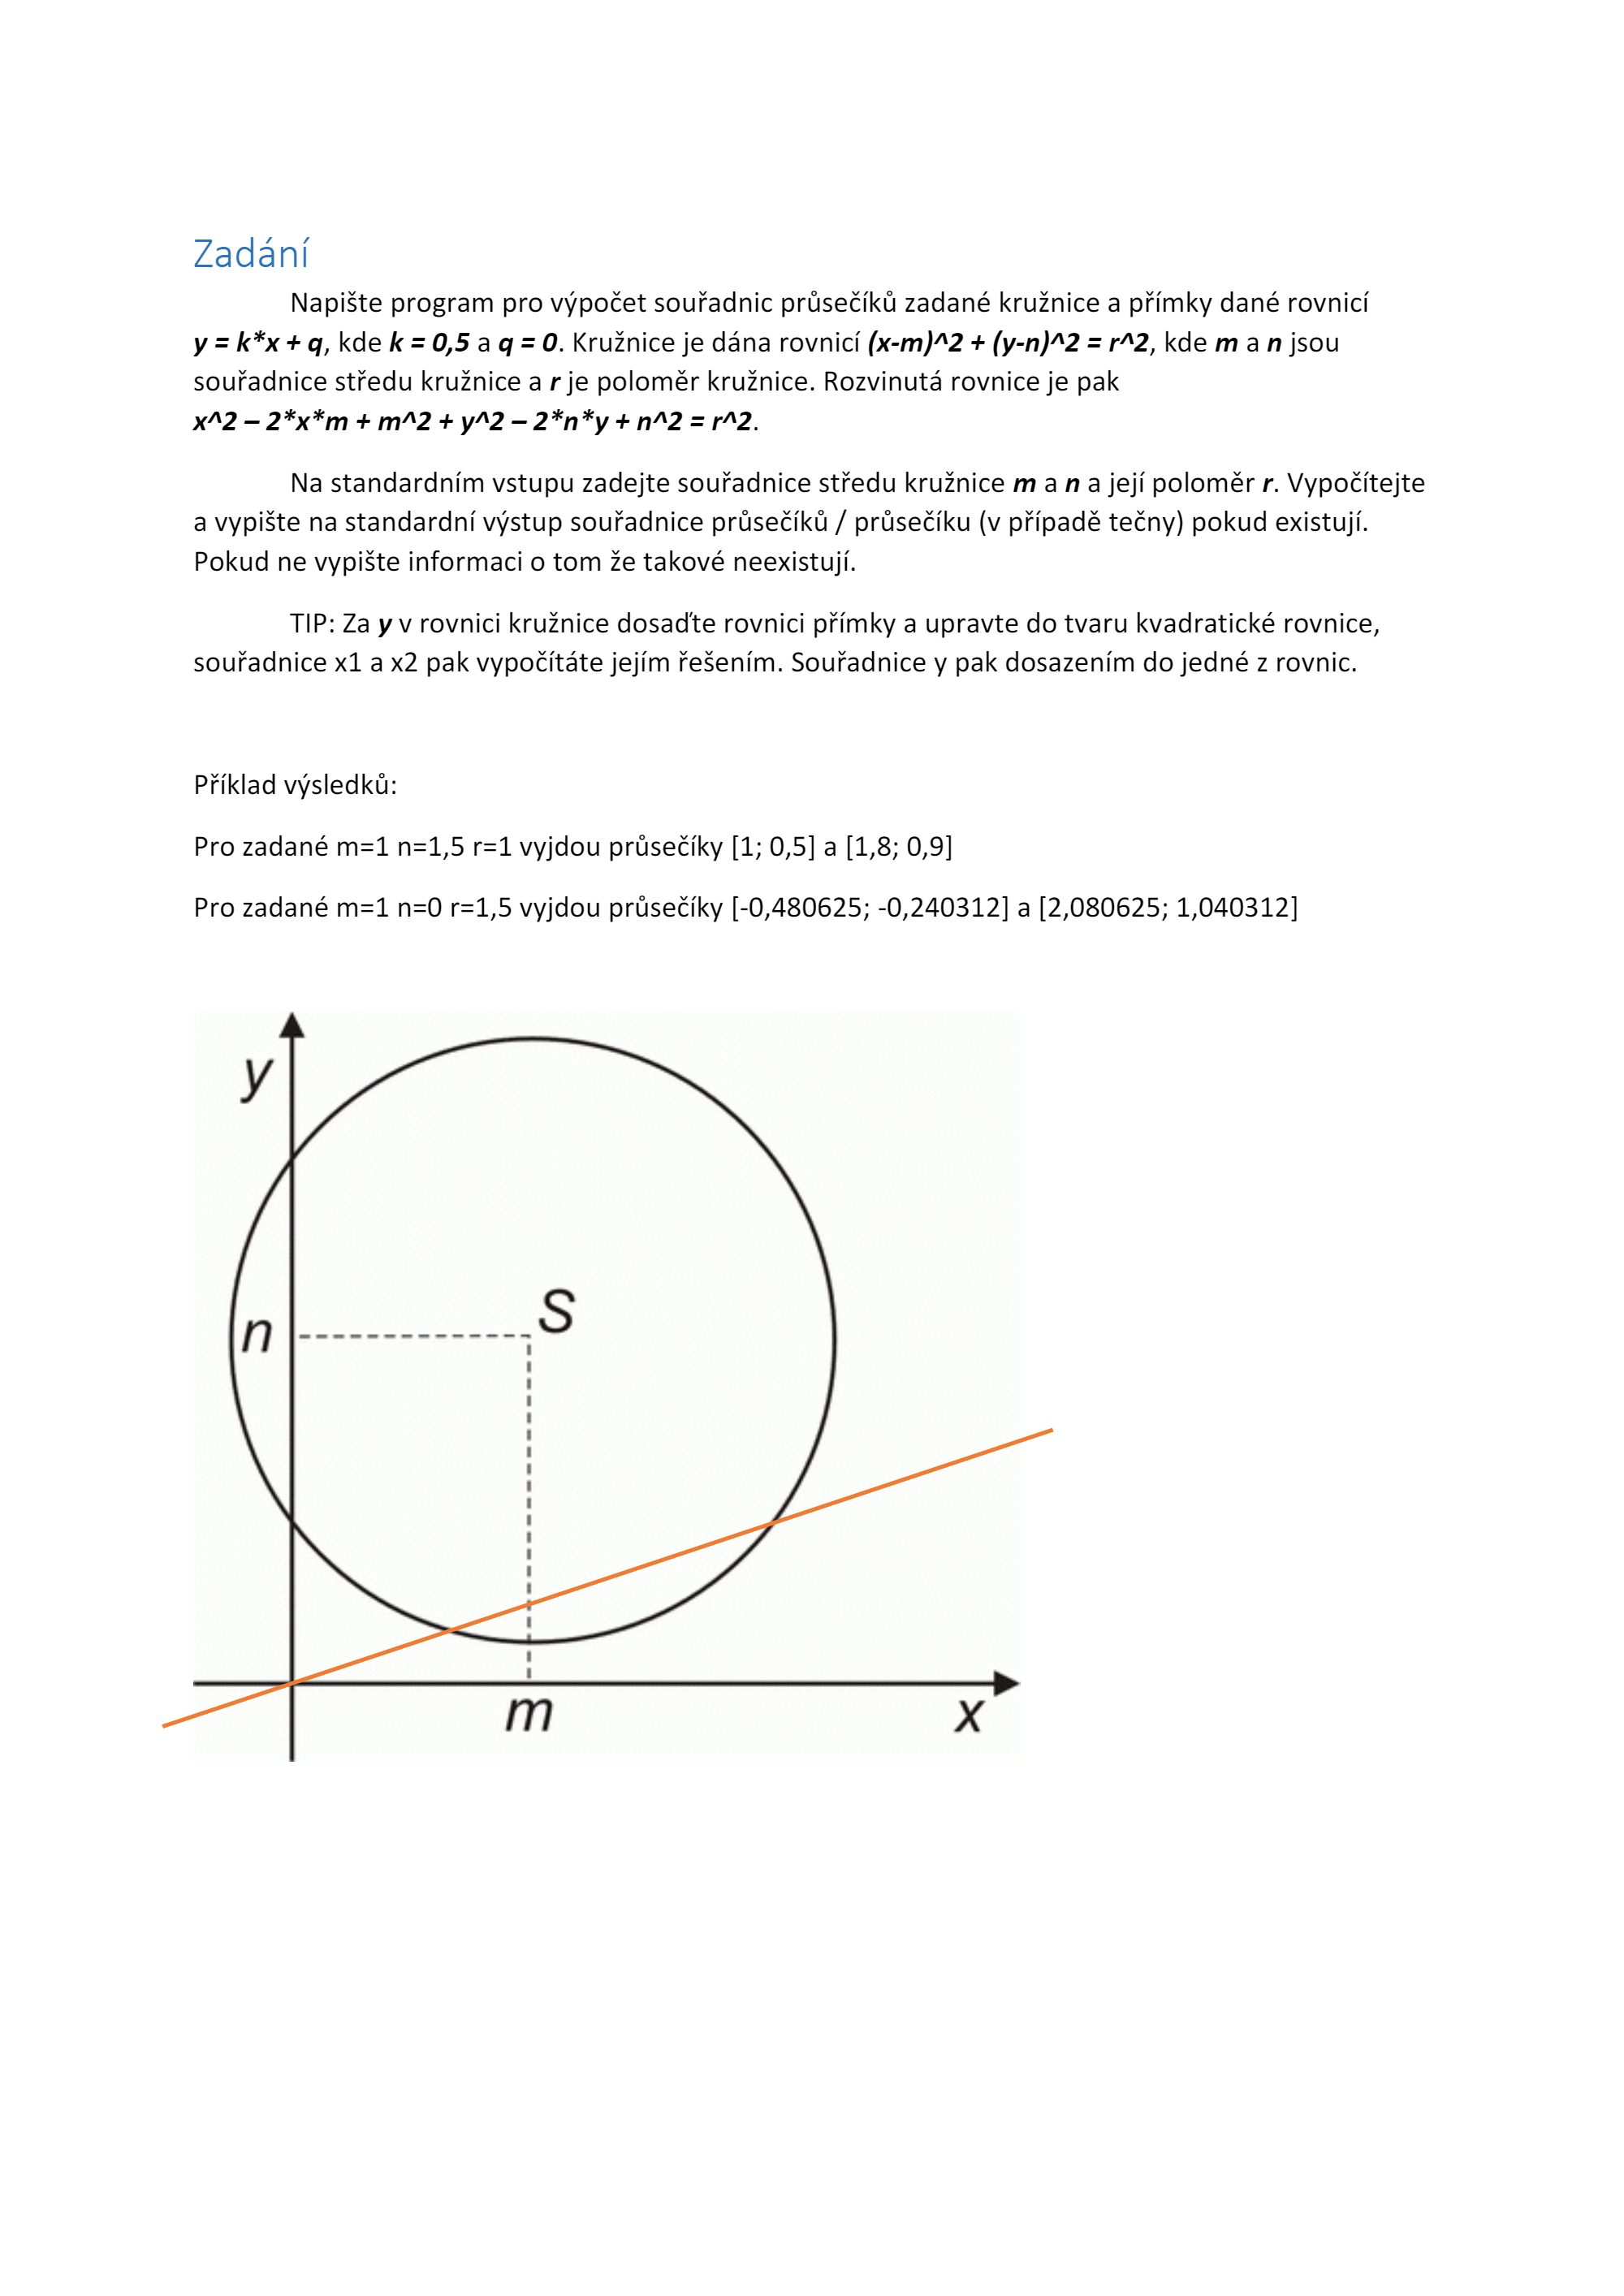 Zadání
Napište program pro výpočet souřadnic průsečíků zadané kružnice a přímky dané rovnicí
y = k*x + q, kde k = 0,5 a q = 0. Kružnice je dána rovnicí (x-m)^2 + (y-n)^2 = r^2, kde m a n jsou
souřadnice středu kružnice a r je poloměr kružnice. Rozvinutá rovnice je pak
x^2 – 2*x*m + m^2 + y^2 – 2*n*y + n^2 = r^2.
Na standardním vstupu zadejte souřadnice středu kružnice m a n a její poloměr r. Vypočítejte
a vypište na standardní výstup souřadnice průsečíků / průsečíku (v případě tečny) pokud existují.
Pokud ne vypište informaci o tom že takové neexistují.
TIP: Za y v rovnici kružnice dosaďte rovnici přímky a upravte do tvaru kvadratické rovnice,
souřadnice x1 a x2 pak vypočítáte jejím řešením. Souřadnice y pak dosazením do jedné z rovnic.
Příklad výsledků:
Pro zadané m=1 n=1,5 r=1 vyjdou průsečíky [1; 0,5] a [1,8; 0,9]
Pro zadané m=1 n=0 r=1,5 vyjdou průsečíky [-0,480625; -0,240312] a [2,080625; 1,040312]
y
S
n
m
x